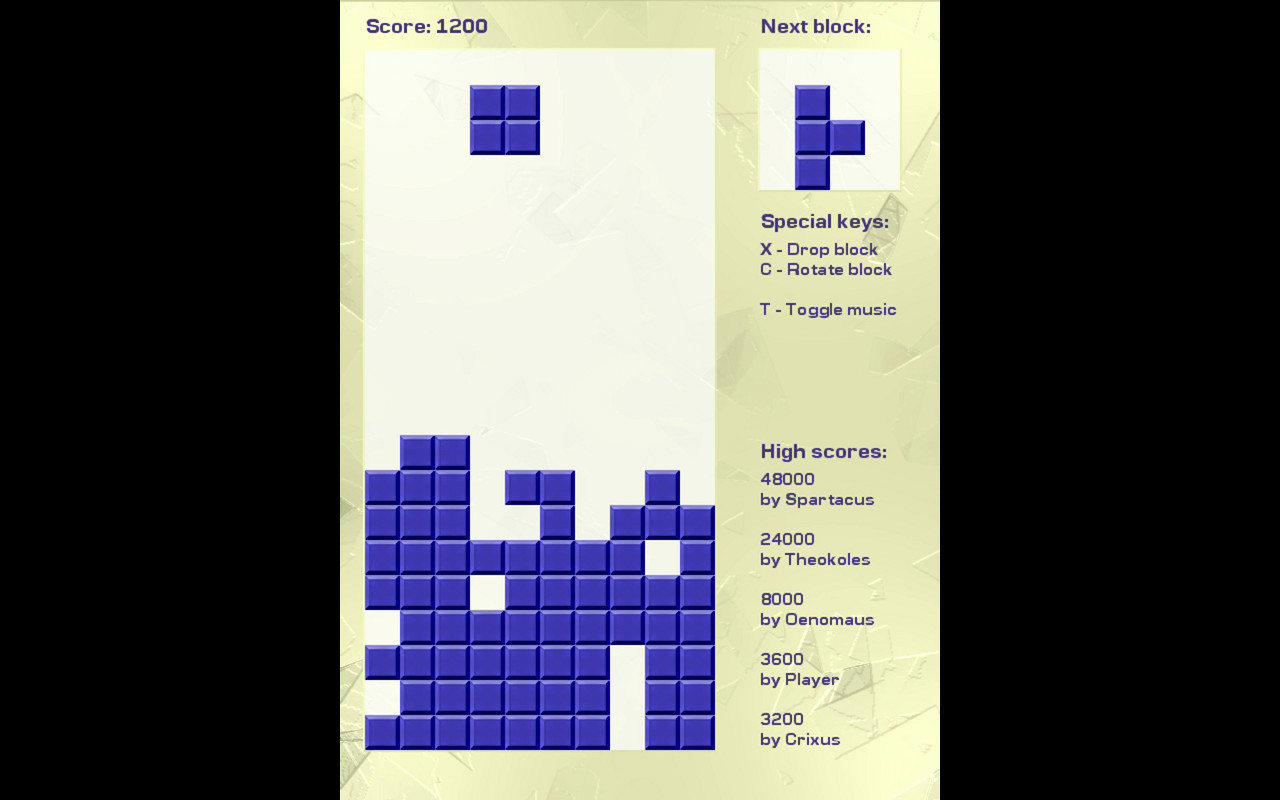 Score: 1200
Next block:
Special keys:
X - Drop block
C - Rotate block
T - Toggle music
High scores:
48000
by Spartacus
24000
by Theokoles
8000
by Oenomaus
3600
by Player
3200
by Crixus